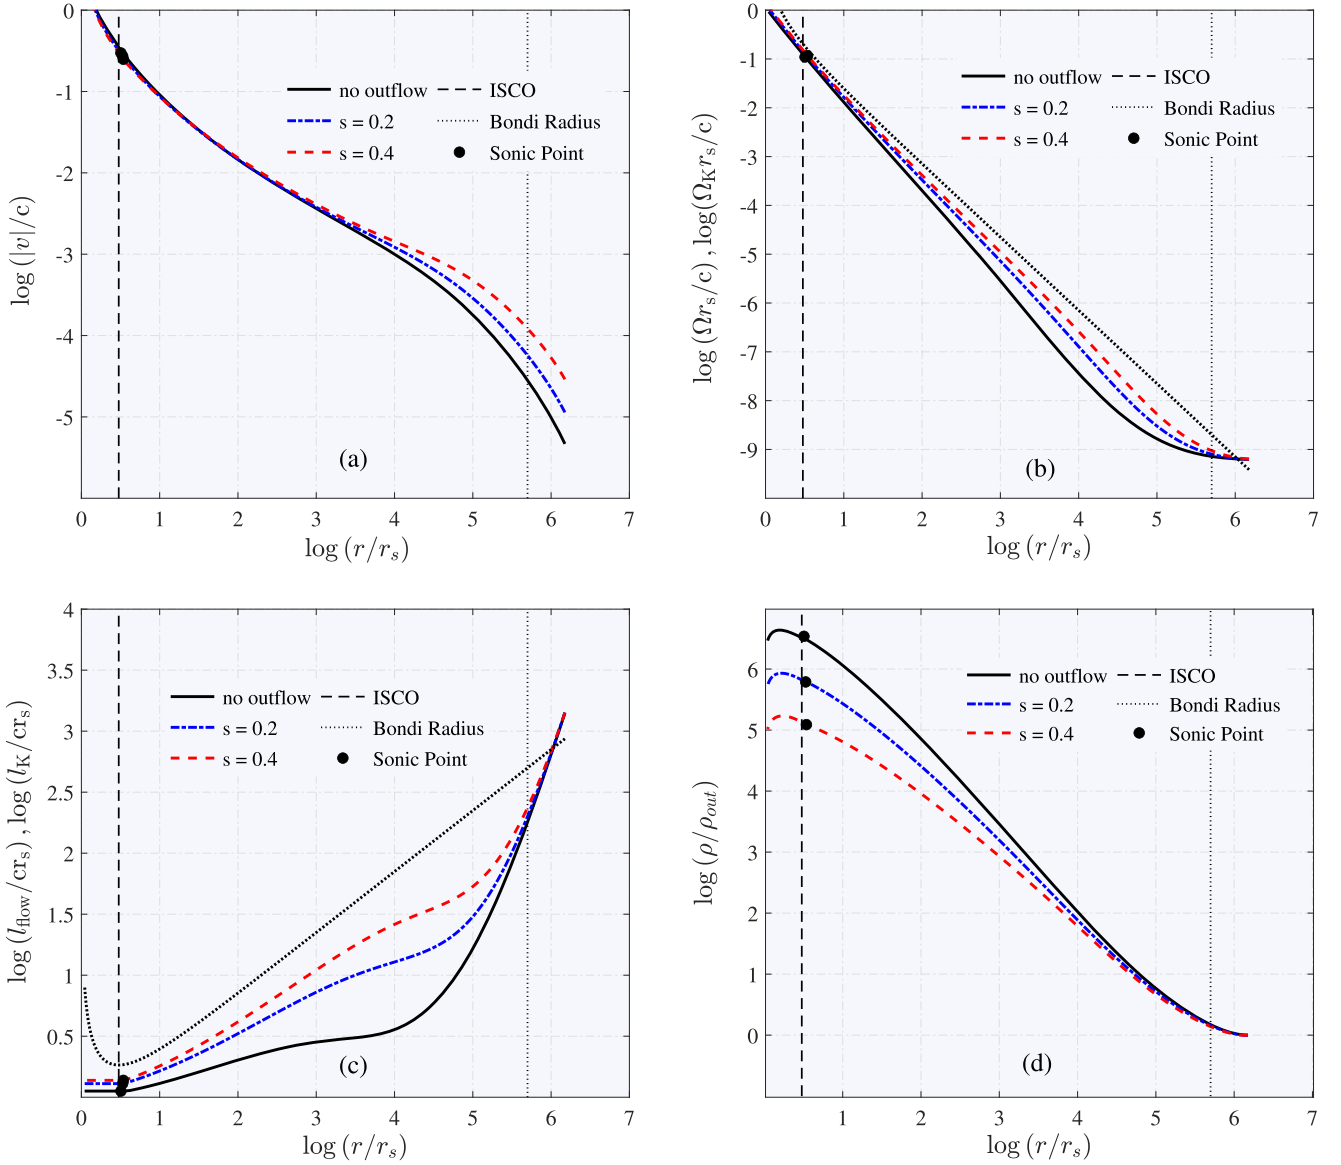 0
-1
-2
-3
-4
-5
log (|v|/c)
no outflow
s = 0.2
s = 0.4
ISCO
Bondi Radius
Sonic Point
(a)
0 1 2 3 4 5 6 7
log (r/r_s)
0
-1
-2
-3
-4
-5
-6
-7
-8
-9
log (Ωr_s/c) , log(Ω_K r_s/c)
no outflow
s = 0.2
s = 0.4
ISCO
Bondi Radius
Sonic Point
(b)
0 1 2 3 4 5 6 7
log (r/r_s)
4
3.5
3
2.5
2
1.5
1
0.5
log (l_flow/cr_s) , log (l_K/cr_s)
no outflow
s = 0.2
s = 0.4
ISCO
Bondi Radius
Sonic Point
(c)
0 1 2 3 4 5 6 7
log (r/r_s)
6
5
4
3
2
1
0
log (ρ/ρ_out)
no outflow
s = 0.2
s = 0.4
ISCO
Bondi Radius
Sonic Point
(d)
1 2 3 4 5 6 7
log (r/r_s)